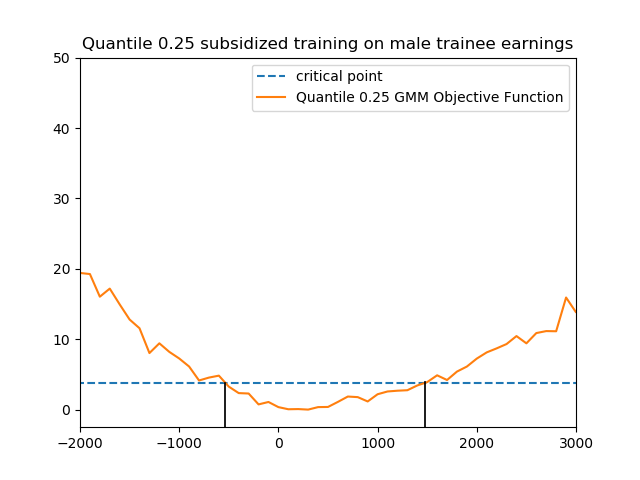 Quantile 0.25 subsidized training on male trainee earnings
50
critical point
Quantile 0.25 GMM Objective Function
40
30
20
10
0
−2000 −1000 0 1000 2000 3000